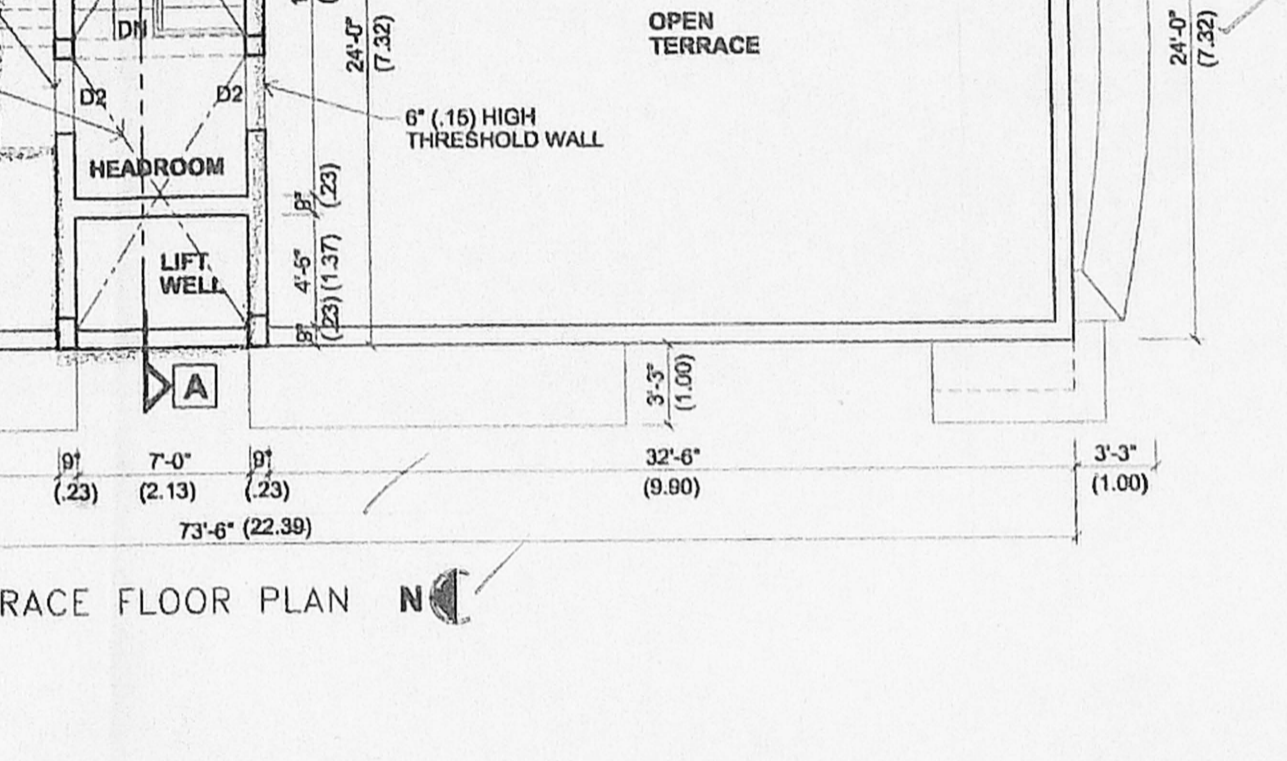 DN
24'-0"
(7.32)
OPEN
TERRACE
24'-0"
(7.32)
D2
D2
6" (.15) HIGH
THRESHOLD WALL
HEADROOM
9"
(.23)
LIFT
WELL
4'-6"
(1.37)
9"
(.23)
A
3'-3"
(1.00)
9"
7'-0"
9"
32'-6"
3'-3"
(.23)
(2.13)
(.23)
(9.90)
(1.00)
73'-6" (22.39)
RACE FLOOR PLAN N